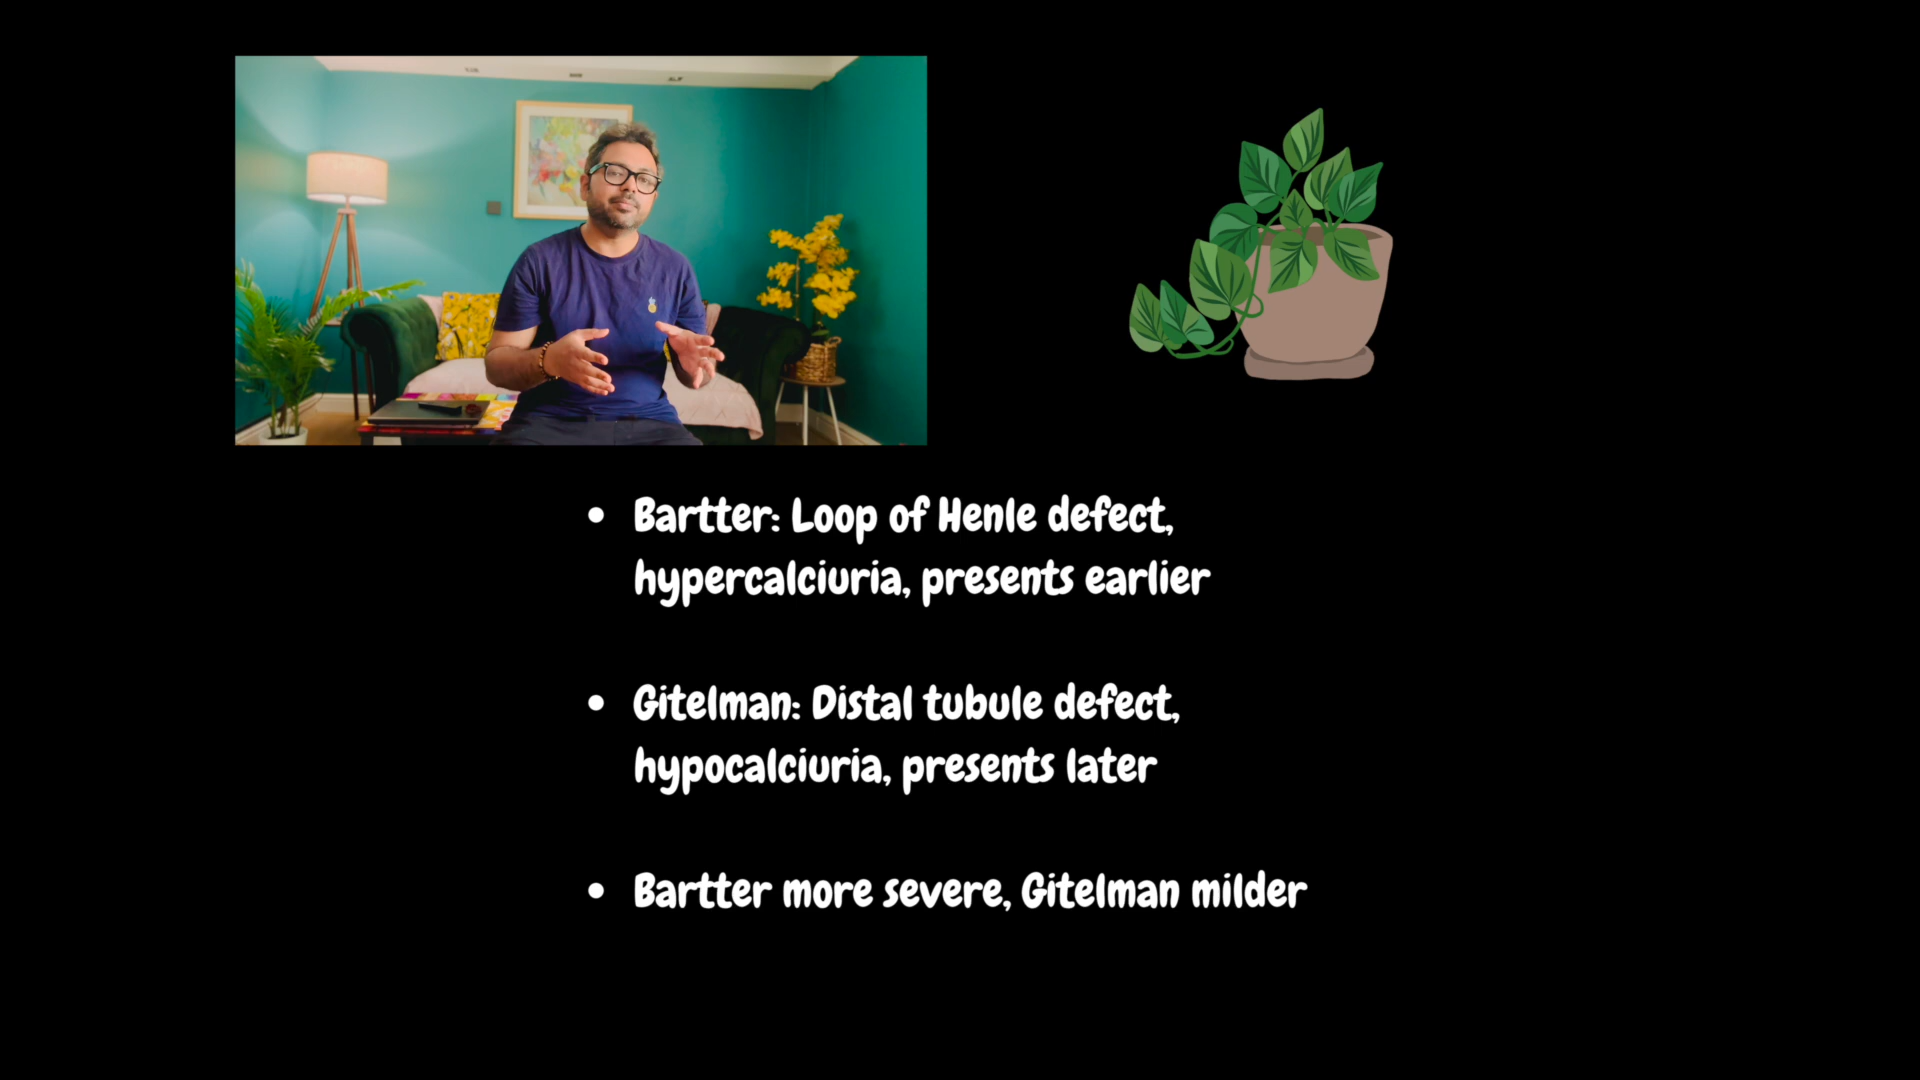 • Bartter: Loop of Henle defect,
hypercalciuria, presents earlier
• Gitelman: Distal tubule defect,
hypocalciuria, presents later
• Bartter more severe, Gitelman milder